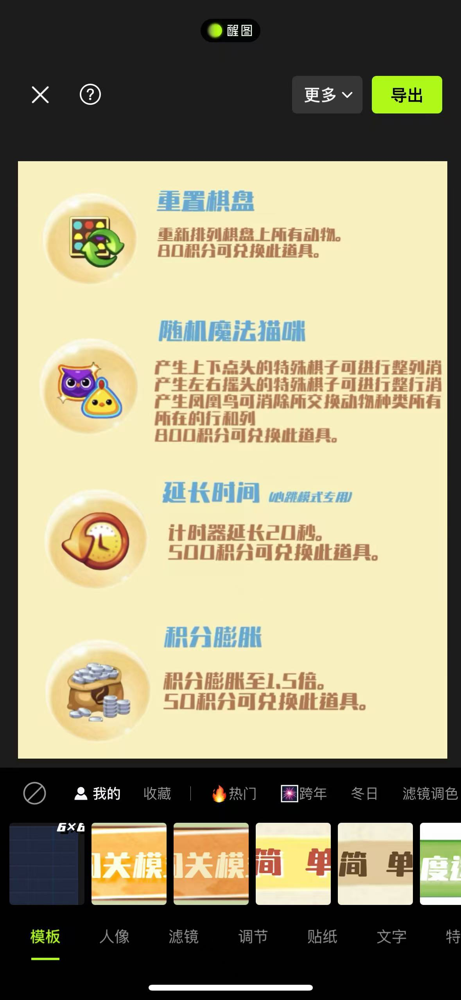 醒图
更多
导出
重置棋盘
重新排列棋盘上所有动物。
80积分可兑换此道具。
随机魔法猫咪
产生上下点头的特殊棋子可进行整列消
产生左右摇头的特殊棋子可进行整行消
产生凤凰鸟可消除所交换动物种类所有
所在的行和列
800积分可兑换此道具。
延长时间 (心跳模式专用)
计时器延长20秒。
500积分可兑换此道具。
积分膨胀
积分膨胀至1.5倍。
50积分可兑换此道具。
我的 收藏 热门 跨年 冬日 滤镜调色
6×6
关模
关模
简 单
简 单
度
模板 人像 滤镜 调节 贴纸 文字 特